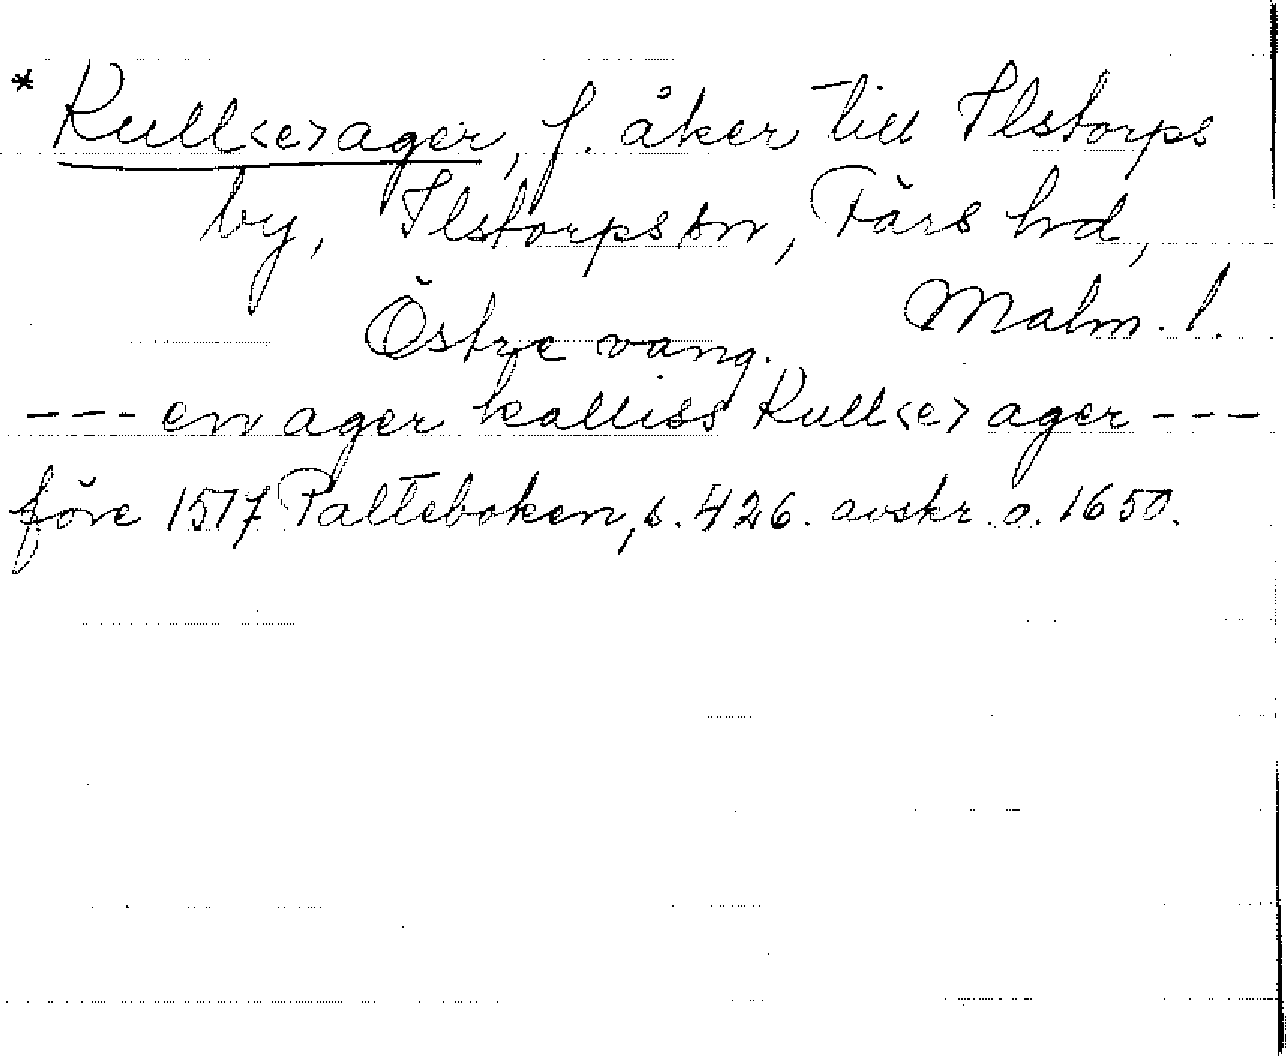 * Kull<e>ager, f. åker till Ilstorps
by, Ilstorps sn, Färs hd,
Malm. l.
Östre vang.
--- en ager kalliss Kull<e>ager ---
före 1517 Palteboken, s. 426. avskr. o. 1650.